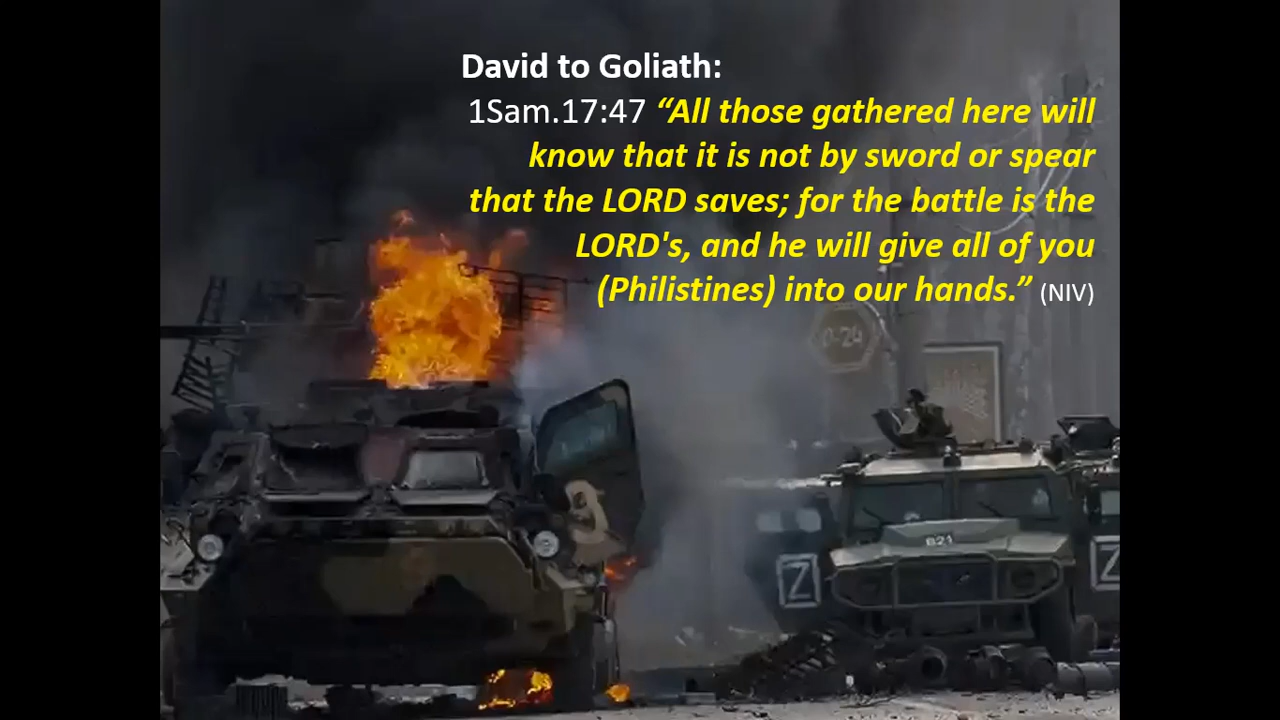 David to Goliath:
1Sam.17:47 “All those gathered here will
know that it is not by sword or spear
that the LORD saves; for the battle is the
LORD's, and he will give all of you
(Philistines) into our hands.” (NIV)
Z
B21
Z